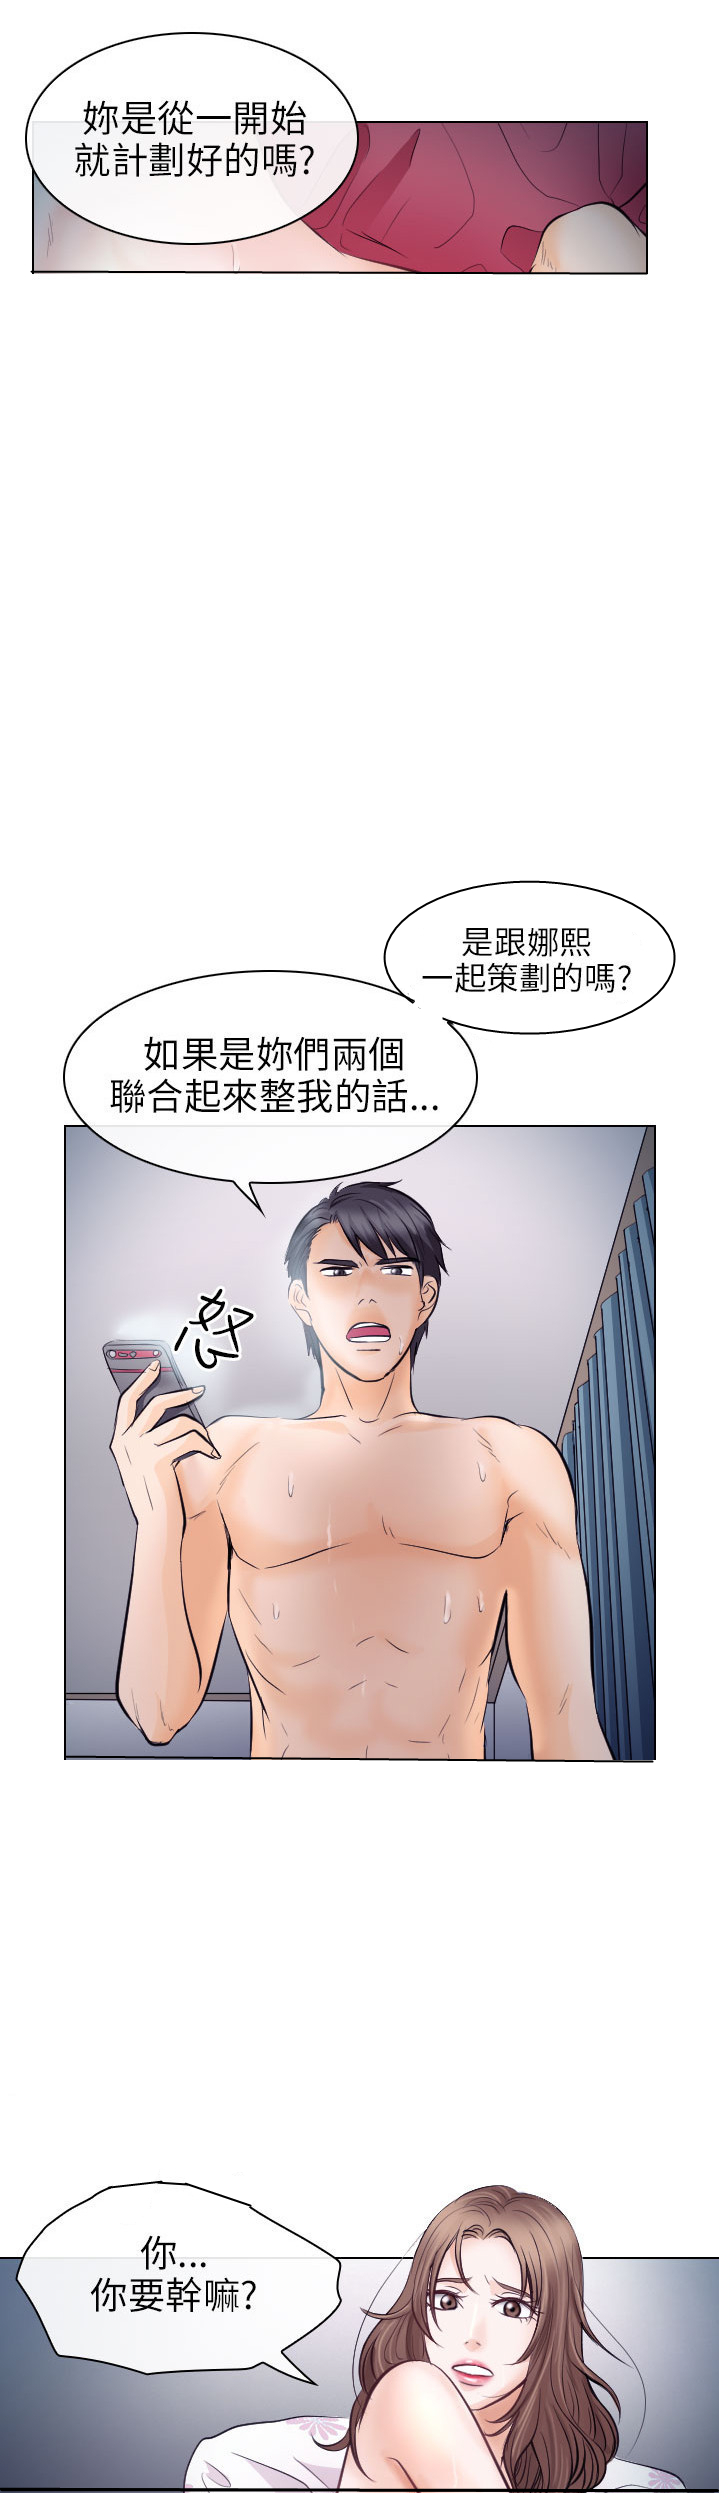 妳是從一開始
就計劃好的嗎?
是跟娜熙
一起策劃的嗎?
如果是妳們兩個
聯合起來整我的話...
怒
你...
你要幹嘛?